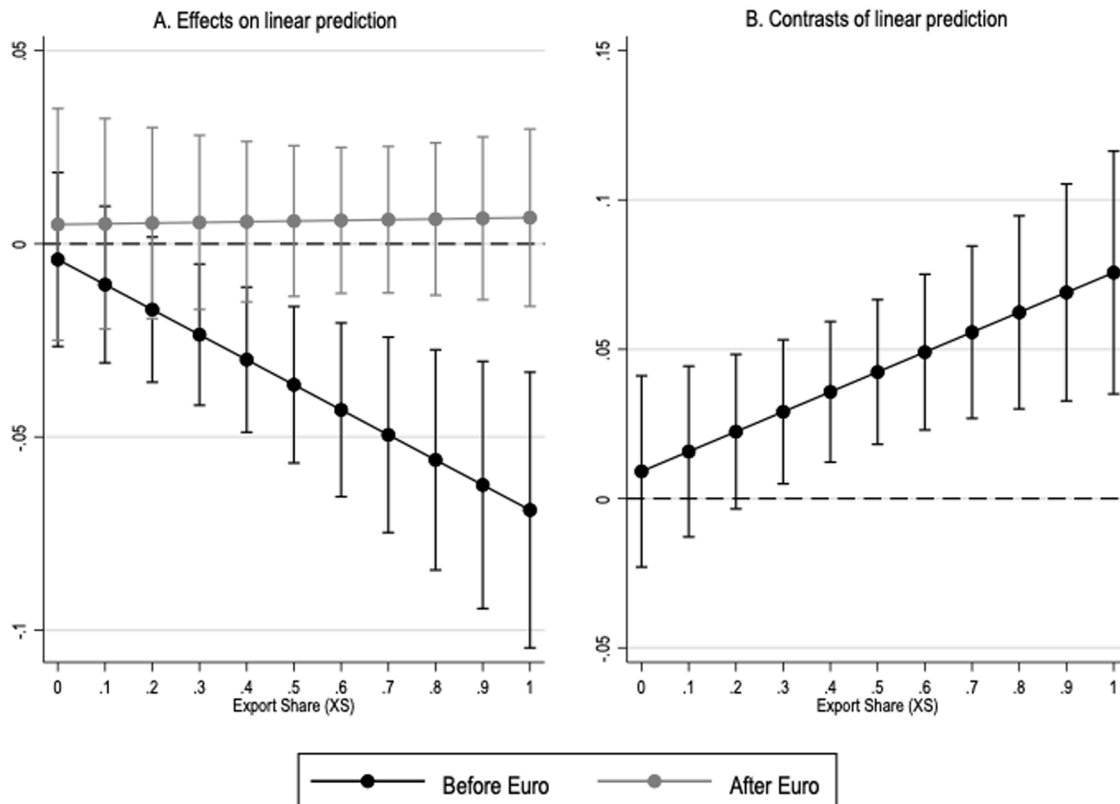 A. Effects on linear prediction
.05
0
-.05
-.1
0 .1 .2 .3 .4 .5 .6 .7 .8 .9 1
Export Share (XS)
B. Contrasts of linear prediction
.15
.1
.05
0
-.05
0 .1 .2 .3 .4 .5 .6 .7 .8 .9 1
Export Share (XS)
Before Euro After Euro